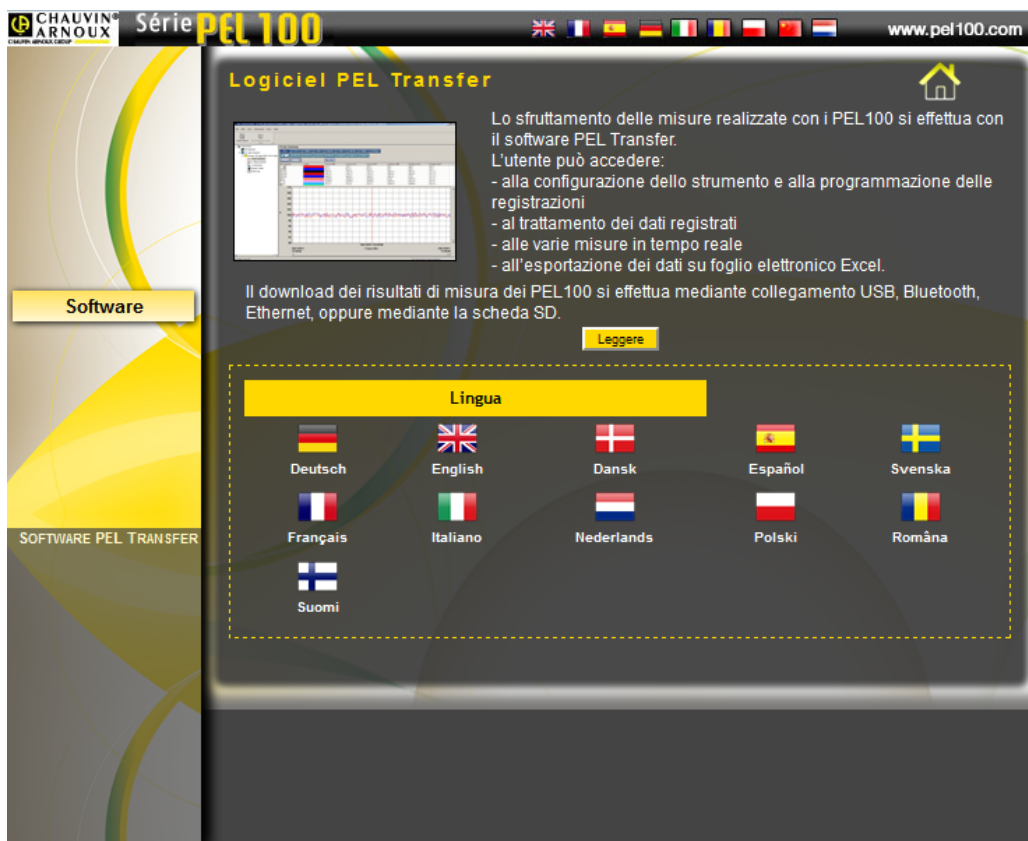 CHAUVIN®
ARNOUX
CHAUVIN ARNOUX GROUP
Série PEL 100
www.pel100.com
Logiciel PEL Transfer
Lo sfruttamento delle misure realizzate con i PEL100 si effettua con
il software PEL Transfer.
L'utente può accedere:
- alla configurazione dello strumento e alla programmazione delle
registrazioni
- al trattamento dei dati registrati
- alle varie misure in tempo reale
- all'esportazione dei dati su foglio elettronico Excel.
Il download dei risultati di misura dei PEL100 si effettua mediante collegamento USB, Bluetooth,
Ethernet, oppure mediante la scheda SD.
Leggere
Software
SOFTWARE PEL TRANSFER
Lingua
Deutsch English Dansk Español Svenska
Français Italiano Nederlands Polski Româna
Suomi